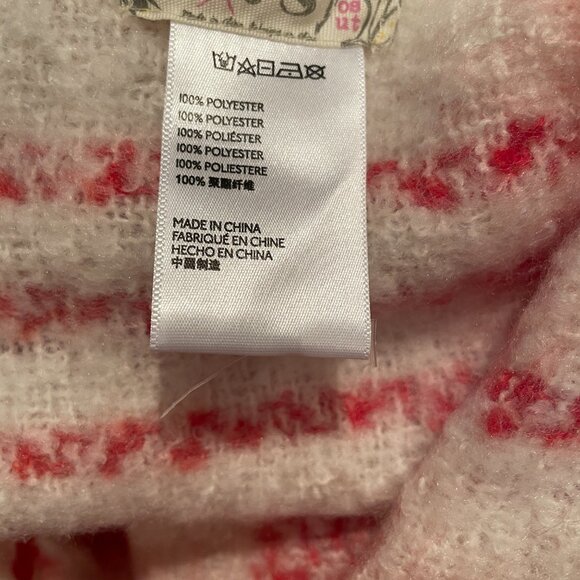 100% POLYESTER
100% POLYESTER
100% POLIÉSTER
100% POLYESTER
100% POLIESTERE
100% 聚酯纤维
MADE IN CHINA
FABRIQUÉ EN CHINE
HECHO EN CHINA
中國制造